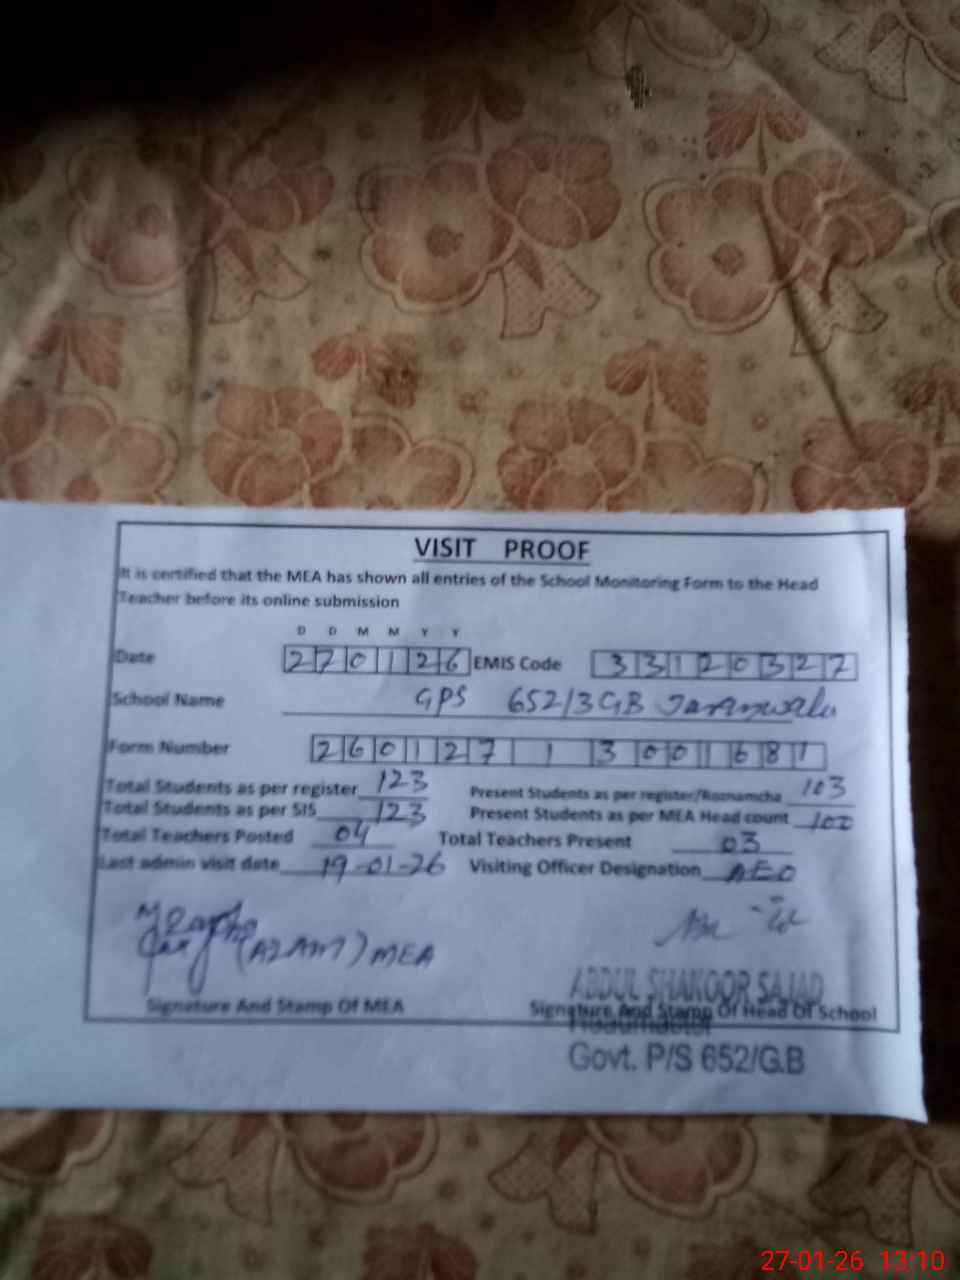 VISIT PROOF
It is certified that the MEA has shown all entries of the School Monitoring Form to the Head
Teacher before its online submission
D D M M Y Y
Date 270126 EMIS Code 33120327
School Name GPS 652/3GB Jaranwala
Form Number 260127 1 3001681
Total Students as per register 123 Present Students as per register/Roznamcha 103
Total Students as per SIS 123 Present Students as per MEA Head count 100
Total Teachers Posted 04 Total Teachers Present 03
Last admin visit date 19-01-26 Visiting Officer Designation AEO
(AZAM) MEA
ABDUL SHAKOOR SAJAD
Signature And Stamp Of MEA Signature And Stamp Of Head Of School
Headmaster
Govt. P/S 652/G.B
27-01-26 13:10